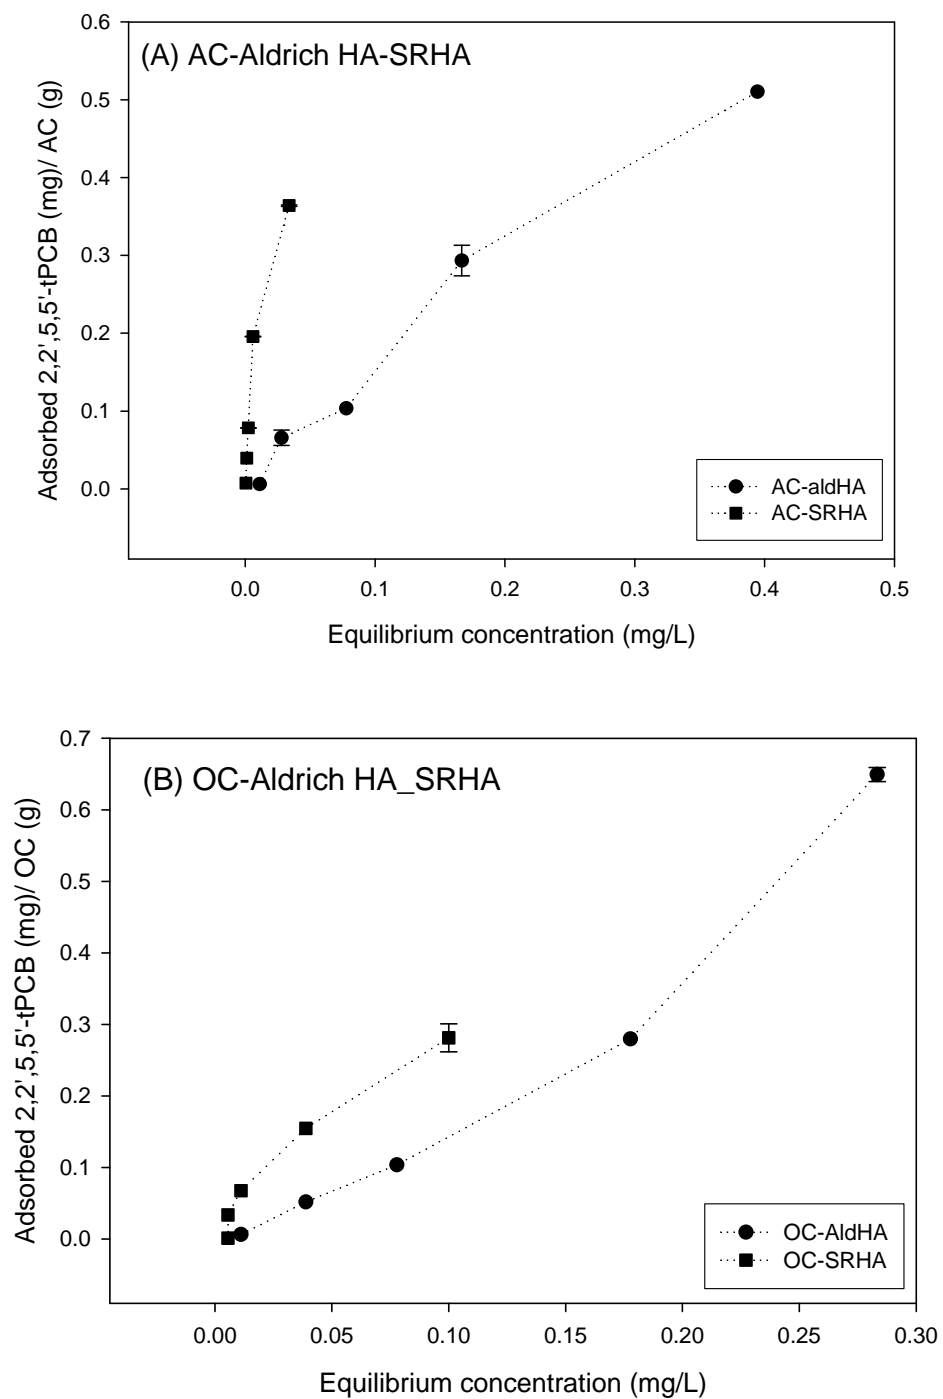 (A) AC-Aldrich HA-SRHA
Adsorbed 2,2',5,5'-tPCB (mg)/ AC (g)
0.6
0.5
0.4
0.3
0.2
0.1
0.0
AC-aldHA
AC-SRHA
0.0 0.1 0.2 0.3 0.4 0.5
Equilibrium concentration (mg/L)
(B) OC-Aldrich HA_SRHA
Adsorbed 2,2',5,5'-tPCB (mg)/ OC (g)
0.7
0.6
0.5
0.4
0.3
0.2
0.1
0.0
OC-AldHA
OC-SRHA
0.00 0.05 0.10 0.15 0.20 0.25 0.30
Equilibrium concentration (mg/L)